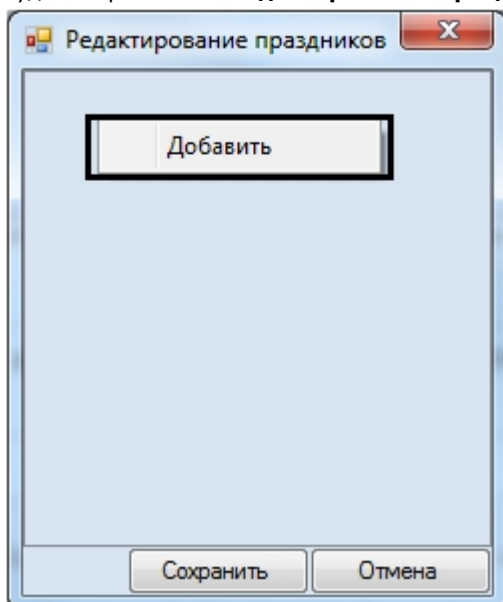 Редактирование праздников
Добавить
Сохранить
Отмена